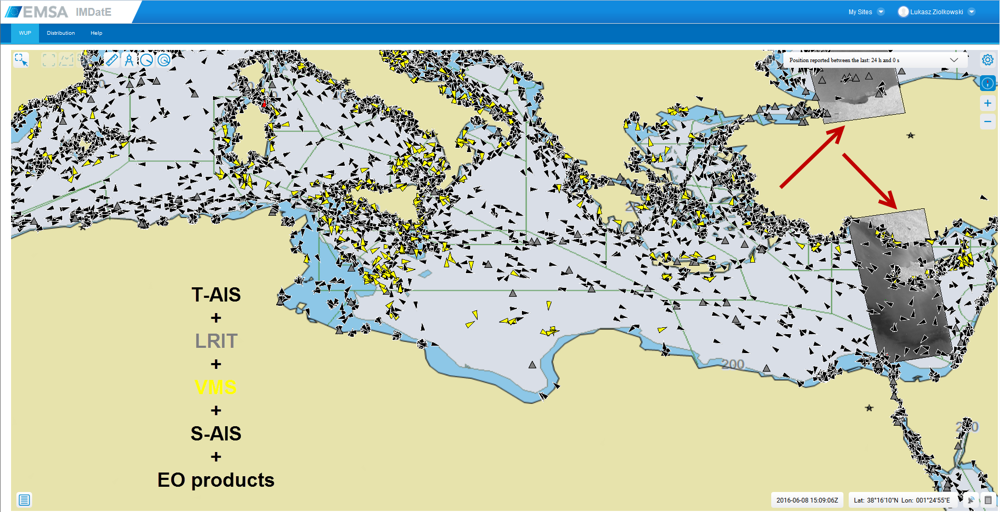 EMSA IMDatE
My Sites
Lukasz Ziolkowski
WUP Distribution Help
Position reported between the last: 24 h and 0 s
T-AIS
+
LRIT
+
VMS
+
S-AIS
+
EO products
200
2016-06-08 15:09:06Z
Lat: 38°16'10"N Lon: 001°24'55"E